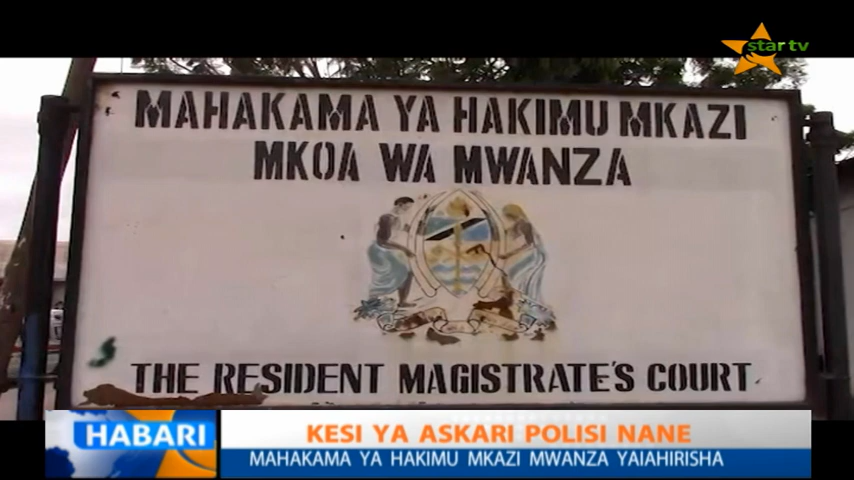 star tv
MAHAKAMA YA HAKIMU MKAZI
MKOA WA MWANZA
THE RESIDENT MAGISTRATE'S COURT
HABARI
KESI YA ASKARI POLISI NANE
MAHAKAMA YA HAKIMU MKAZI MWANZA YAIAHIRISHA